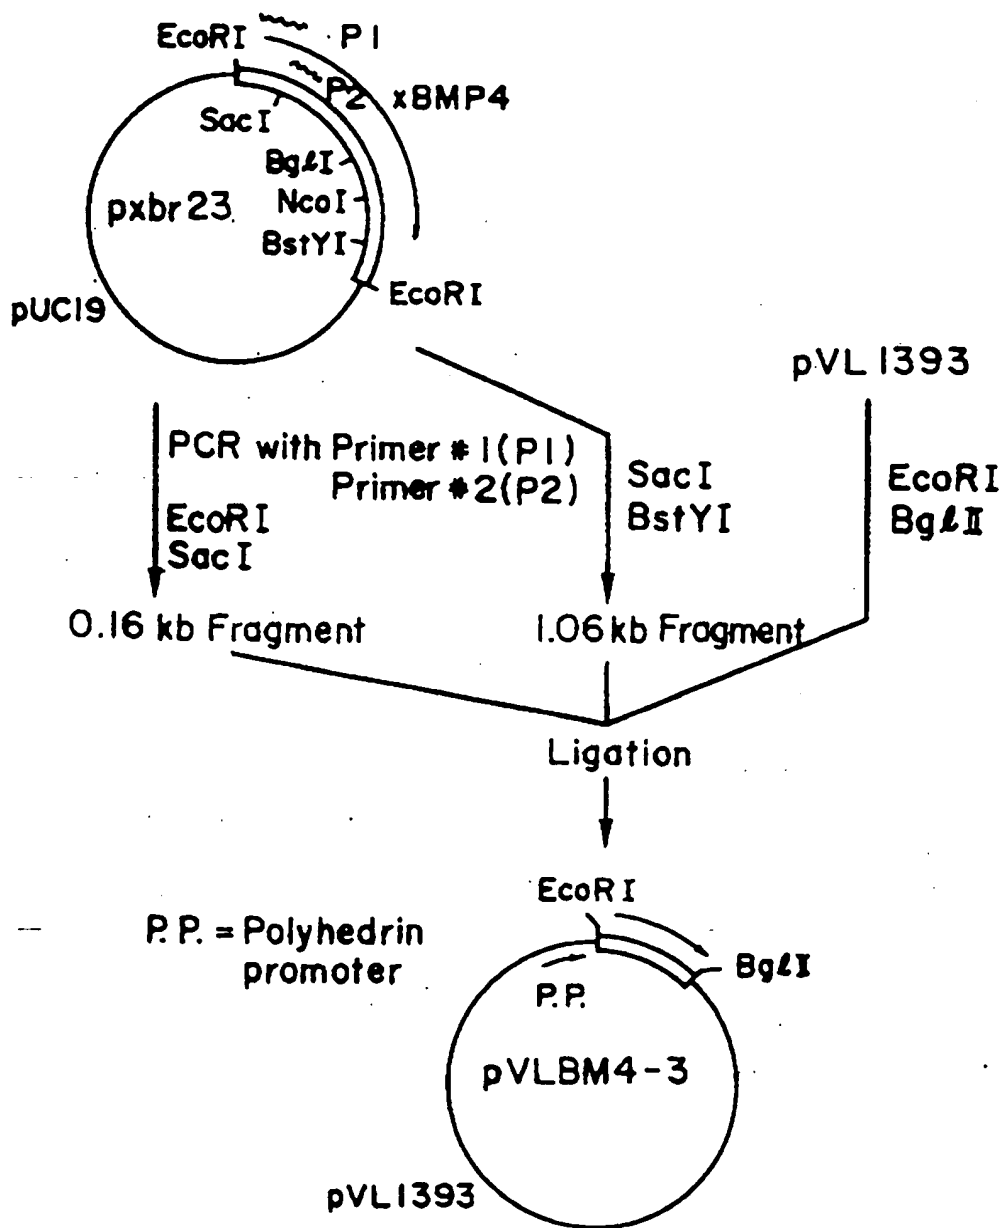 EcoRI
P1
P2
xBMP4
SacI
BglI
NcoI
BstYI
pxbr23
EcoRI
pUC19
pVL1393
PCR with Primer #1(P1)
Primer #2(P2)
EcoRI
SacI
SacI
BstYI
EcoRI
BglII
0.16 kb Fragment
1.06 kb Fragment
Ligation
EcoRI
P.P. = Polyhedrin
promoter
BglI
P.P.
pVLBM4-3
pVL1393